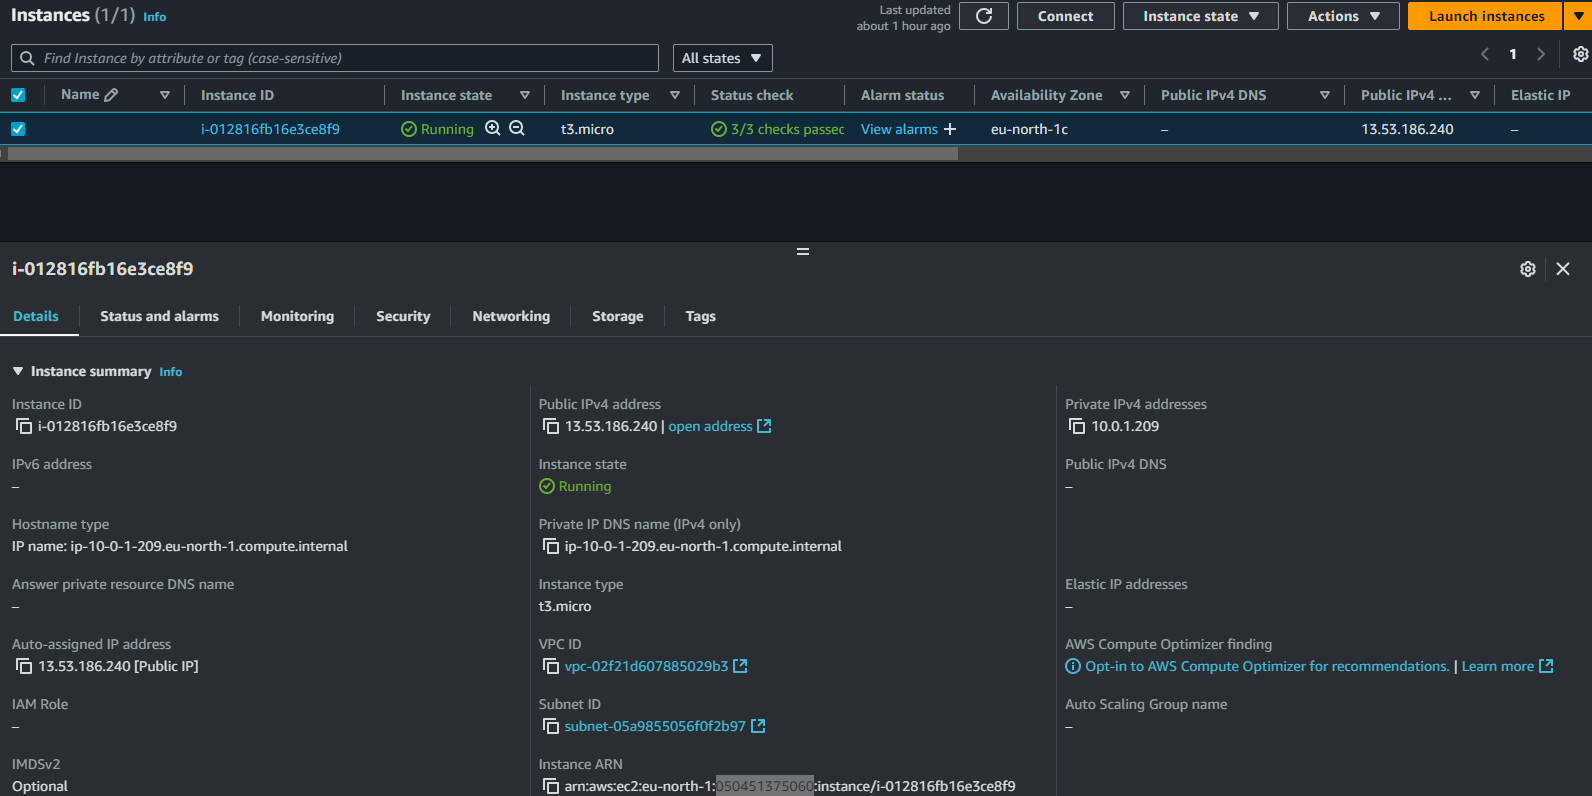 Instances (1/1) Info
Last updated
about 1 hour ago
Connect
Instance state
Actions
Launch instances
Find Instance by attribute or tag (case-sensitive)
All states
1
Name Instance ID Instance state Instance type Status check Alarm status Availability Zone Public IPv4 DNS Public IPv4 ... Elastic IP
i-012816fb16e3ce8f9 Running t3.micro 3/3 checks passec View alarms + eu-north-1c – 13.53.186.240 –
i-012816fb16e3ce8f9
Details Status and alarms Monitoring Security Networking Storage Tags
Instance summary Info
Instance ID
i-012816fb16e3ce8f9
Public IPv4 address
13.53.186.240 | open address
Private IPv4 addresses
10.0.1.209
IPv6 address
–
Instance state
Running
Public IPv4 DNS
–
Hostname type
IP name: ip-10-0-1-209.eu-north-1.compute.internal
Private IP DNS name (IPv4 only)
ip-10-0-1-209.eu-north-1.compute.internal
Answer private resource DNS name
–
Instance type
t3.micro
Elastic IP addresses
–
Auto-assigned IP address
13.53.186.240 [Public IP]
VPC ID
vpc-02f21d607885029b3
AWS Compute Optimizer finding
Opt-in to AWS Compute Optimizer for recommendations. | Learn more
IAM Role
–
Subnet ID
subnet-05a9855056f0f2b97
Auto Scaling Group name
–
IMDSv2
Optional
Instance ARN
arn:aws:ec2:eu-north-1:050451375060:instance/i-012816fb16e3ce8f9